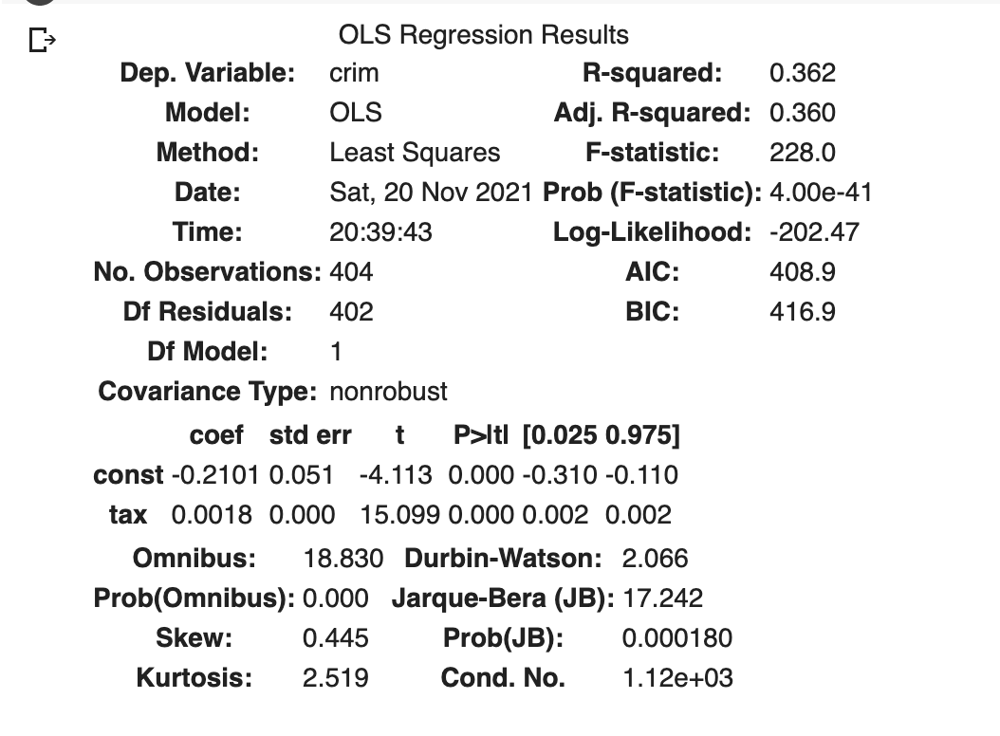 OLS Regression Results
Dep. Variable: crim R-squared: 0.362
Model: OLS Adj. R-squared: 0.360
Method: Least Squares F-statistic: 228.0
Date: Sat, 20 Nov 2021 Prob (F-statistic): 4.00e-41
Time: 20:39:43 Log-Likelihood: -202.47
No. Observations: 404 AIC: 408.9
Df Residuals: 402 BIC: 416.9
Df Model: 1
Covariance Type: nonrobust
coef std err t P>|t| [0.025 0.975]
const -0.2101 0.051 -4.113 0.000 -0.310 -0.110
tax 0.0018 0.000 15.099 0.000 0.002 0.002
Omnibus: 18.830 Durbin-Watson: 2.066
Prob(Omnibus): 0.000 Jarque-Bera (JB): 17.242
Skew: 0.445 Prob(JB): 0.000180
Kurtosis: 2.519 Cond. No. 1.12e+03